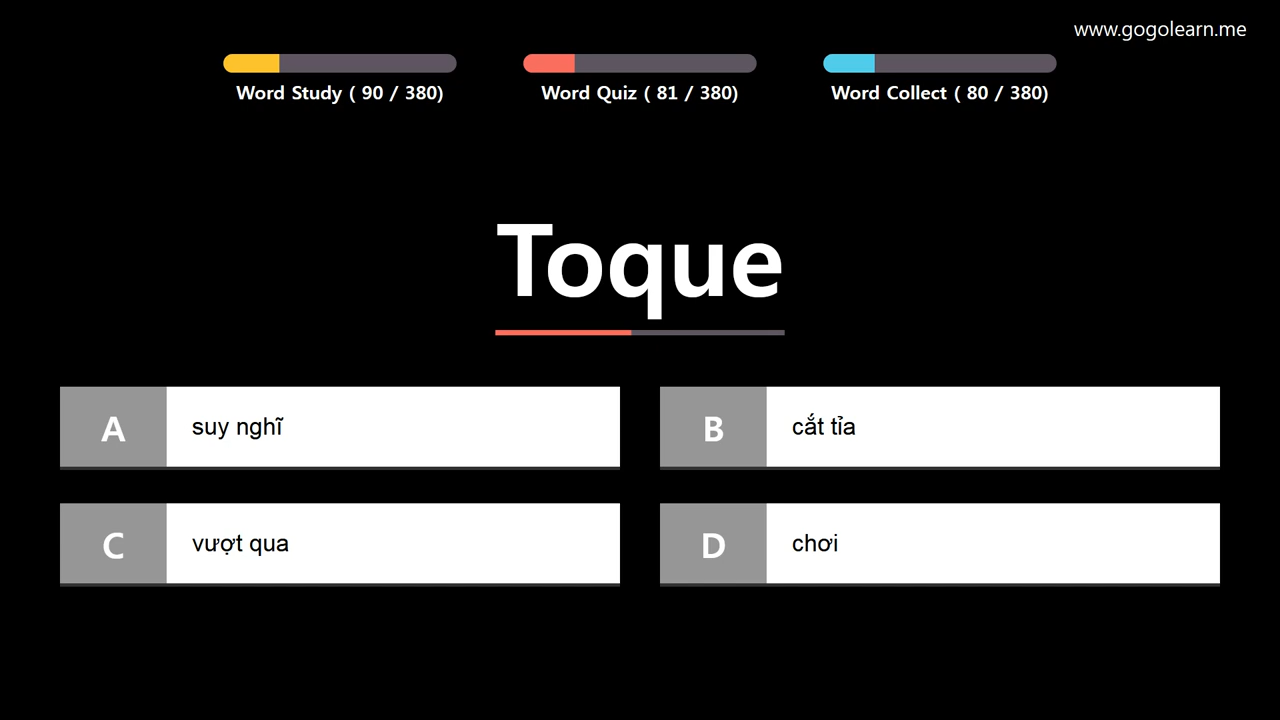 www.gogolearn.me
Word Study ( 90 / 380)
Word Quiz ( 81 / 380)
Word Collect ( 80 / 380)
Toque
A suy nghĩ
B cắt tỉa
C vượt qua
D chơi